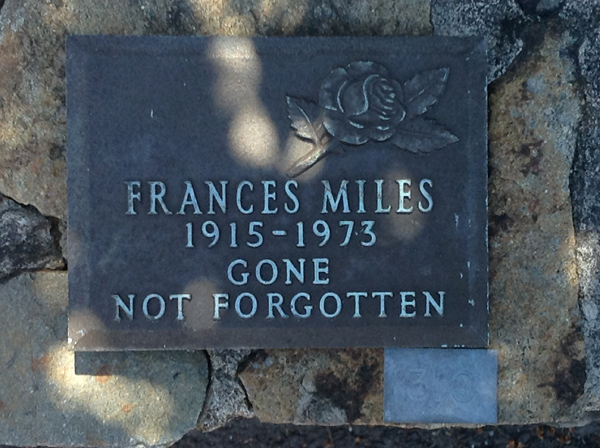 FRANCES MILES
1915-1973
GONE
NOT FORGOTTEN